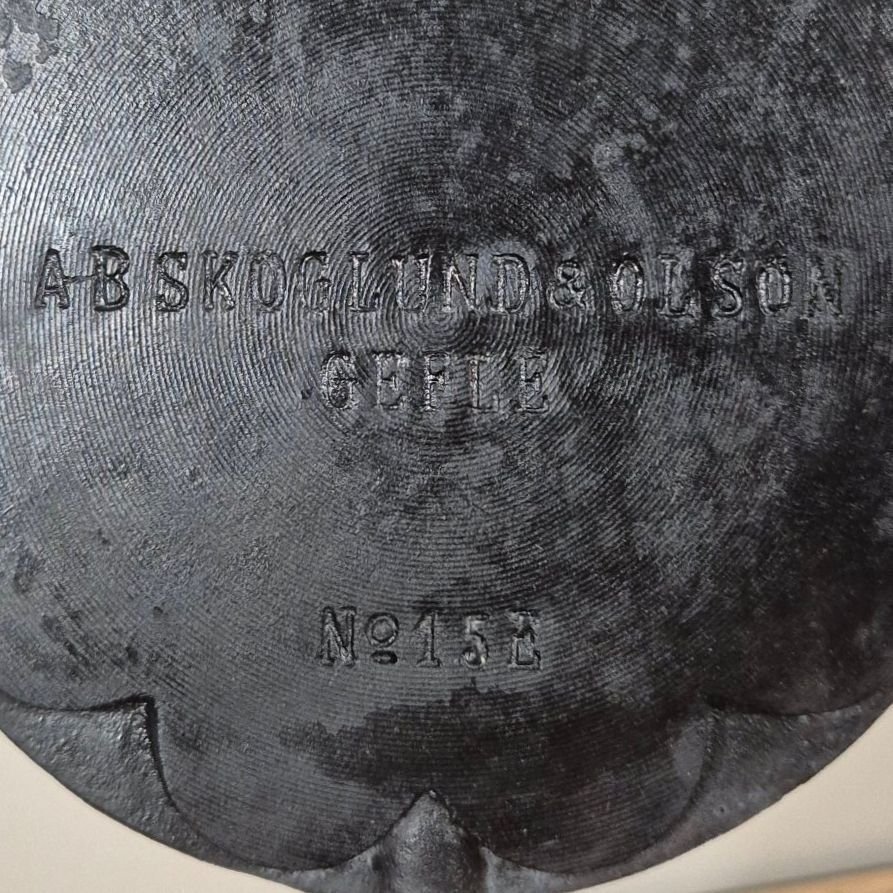 A-B SKOGLUND & OLSON
GEFLE
No 15E